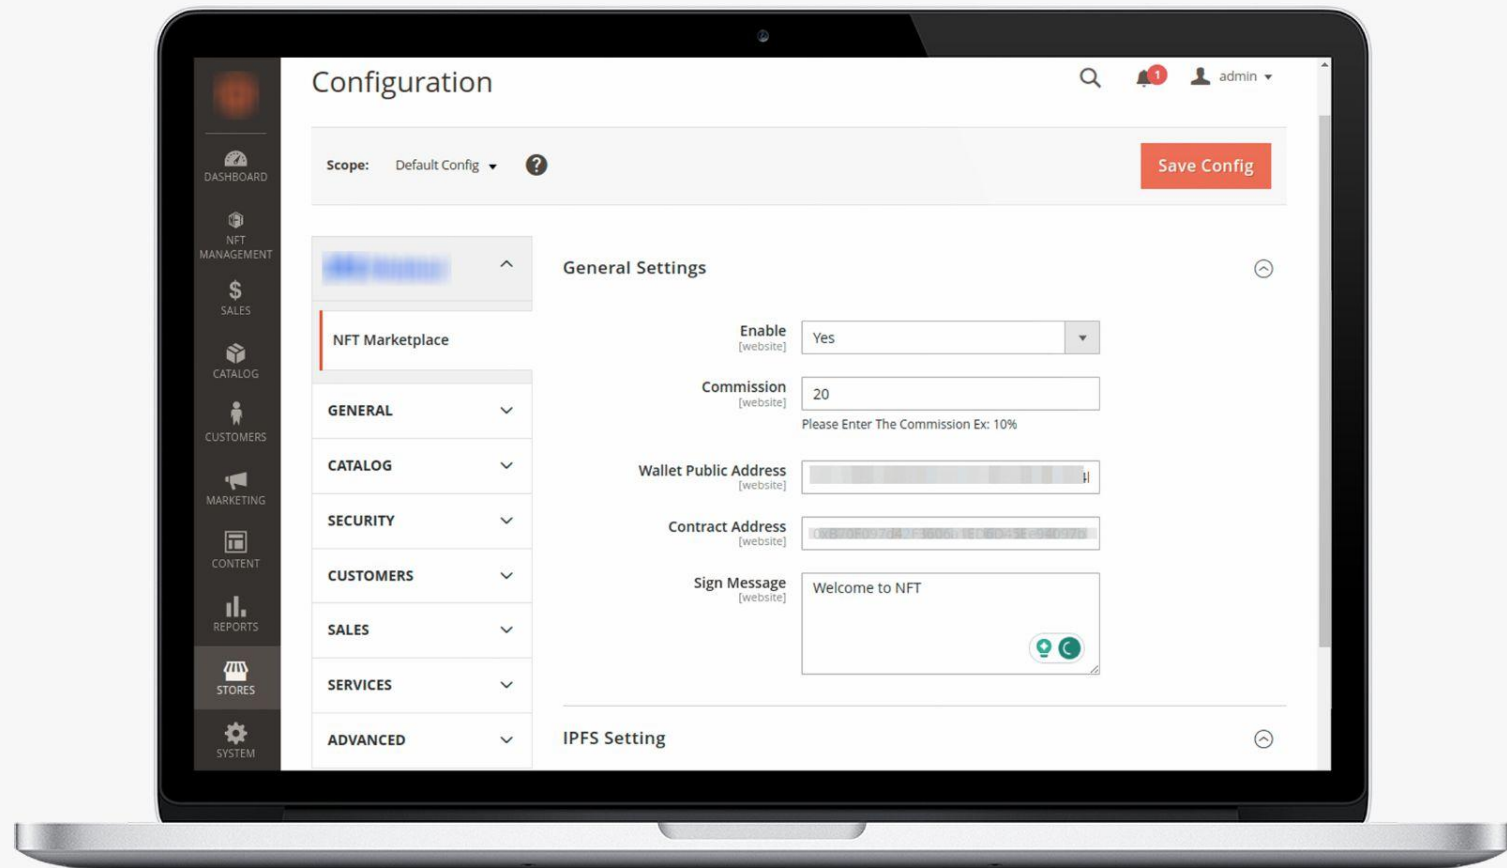 Configuration
1
admin
Scope: Default Config ?
Save Config
DASHBOARD
NFT
MANAGEMENT
$
SALES
CATALOG
CUSTOMERS
MARKETING
CONTENT
REPORTS
STORES
SYSTEM
NFT Marketplace
GENERAL
CATALOG
SECURITY
CUSTOMERS
SALES
SERVICES
ADVANCED
General Settings
Enable
[website]
Yes
Commission
[website]
20
Please Enter The Commission Ex: 10%
Wallet Public Address
[website]
Contract Address
[website]
Sign Message
[website]
Welcome to NFT
IPFS Setting